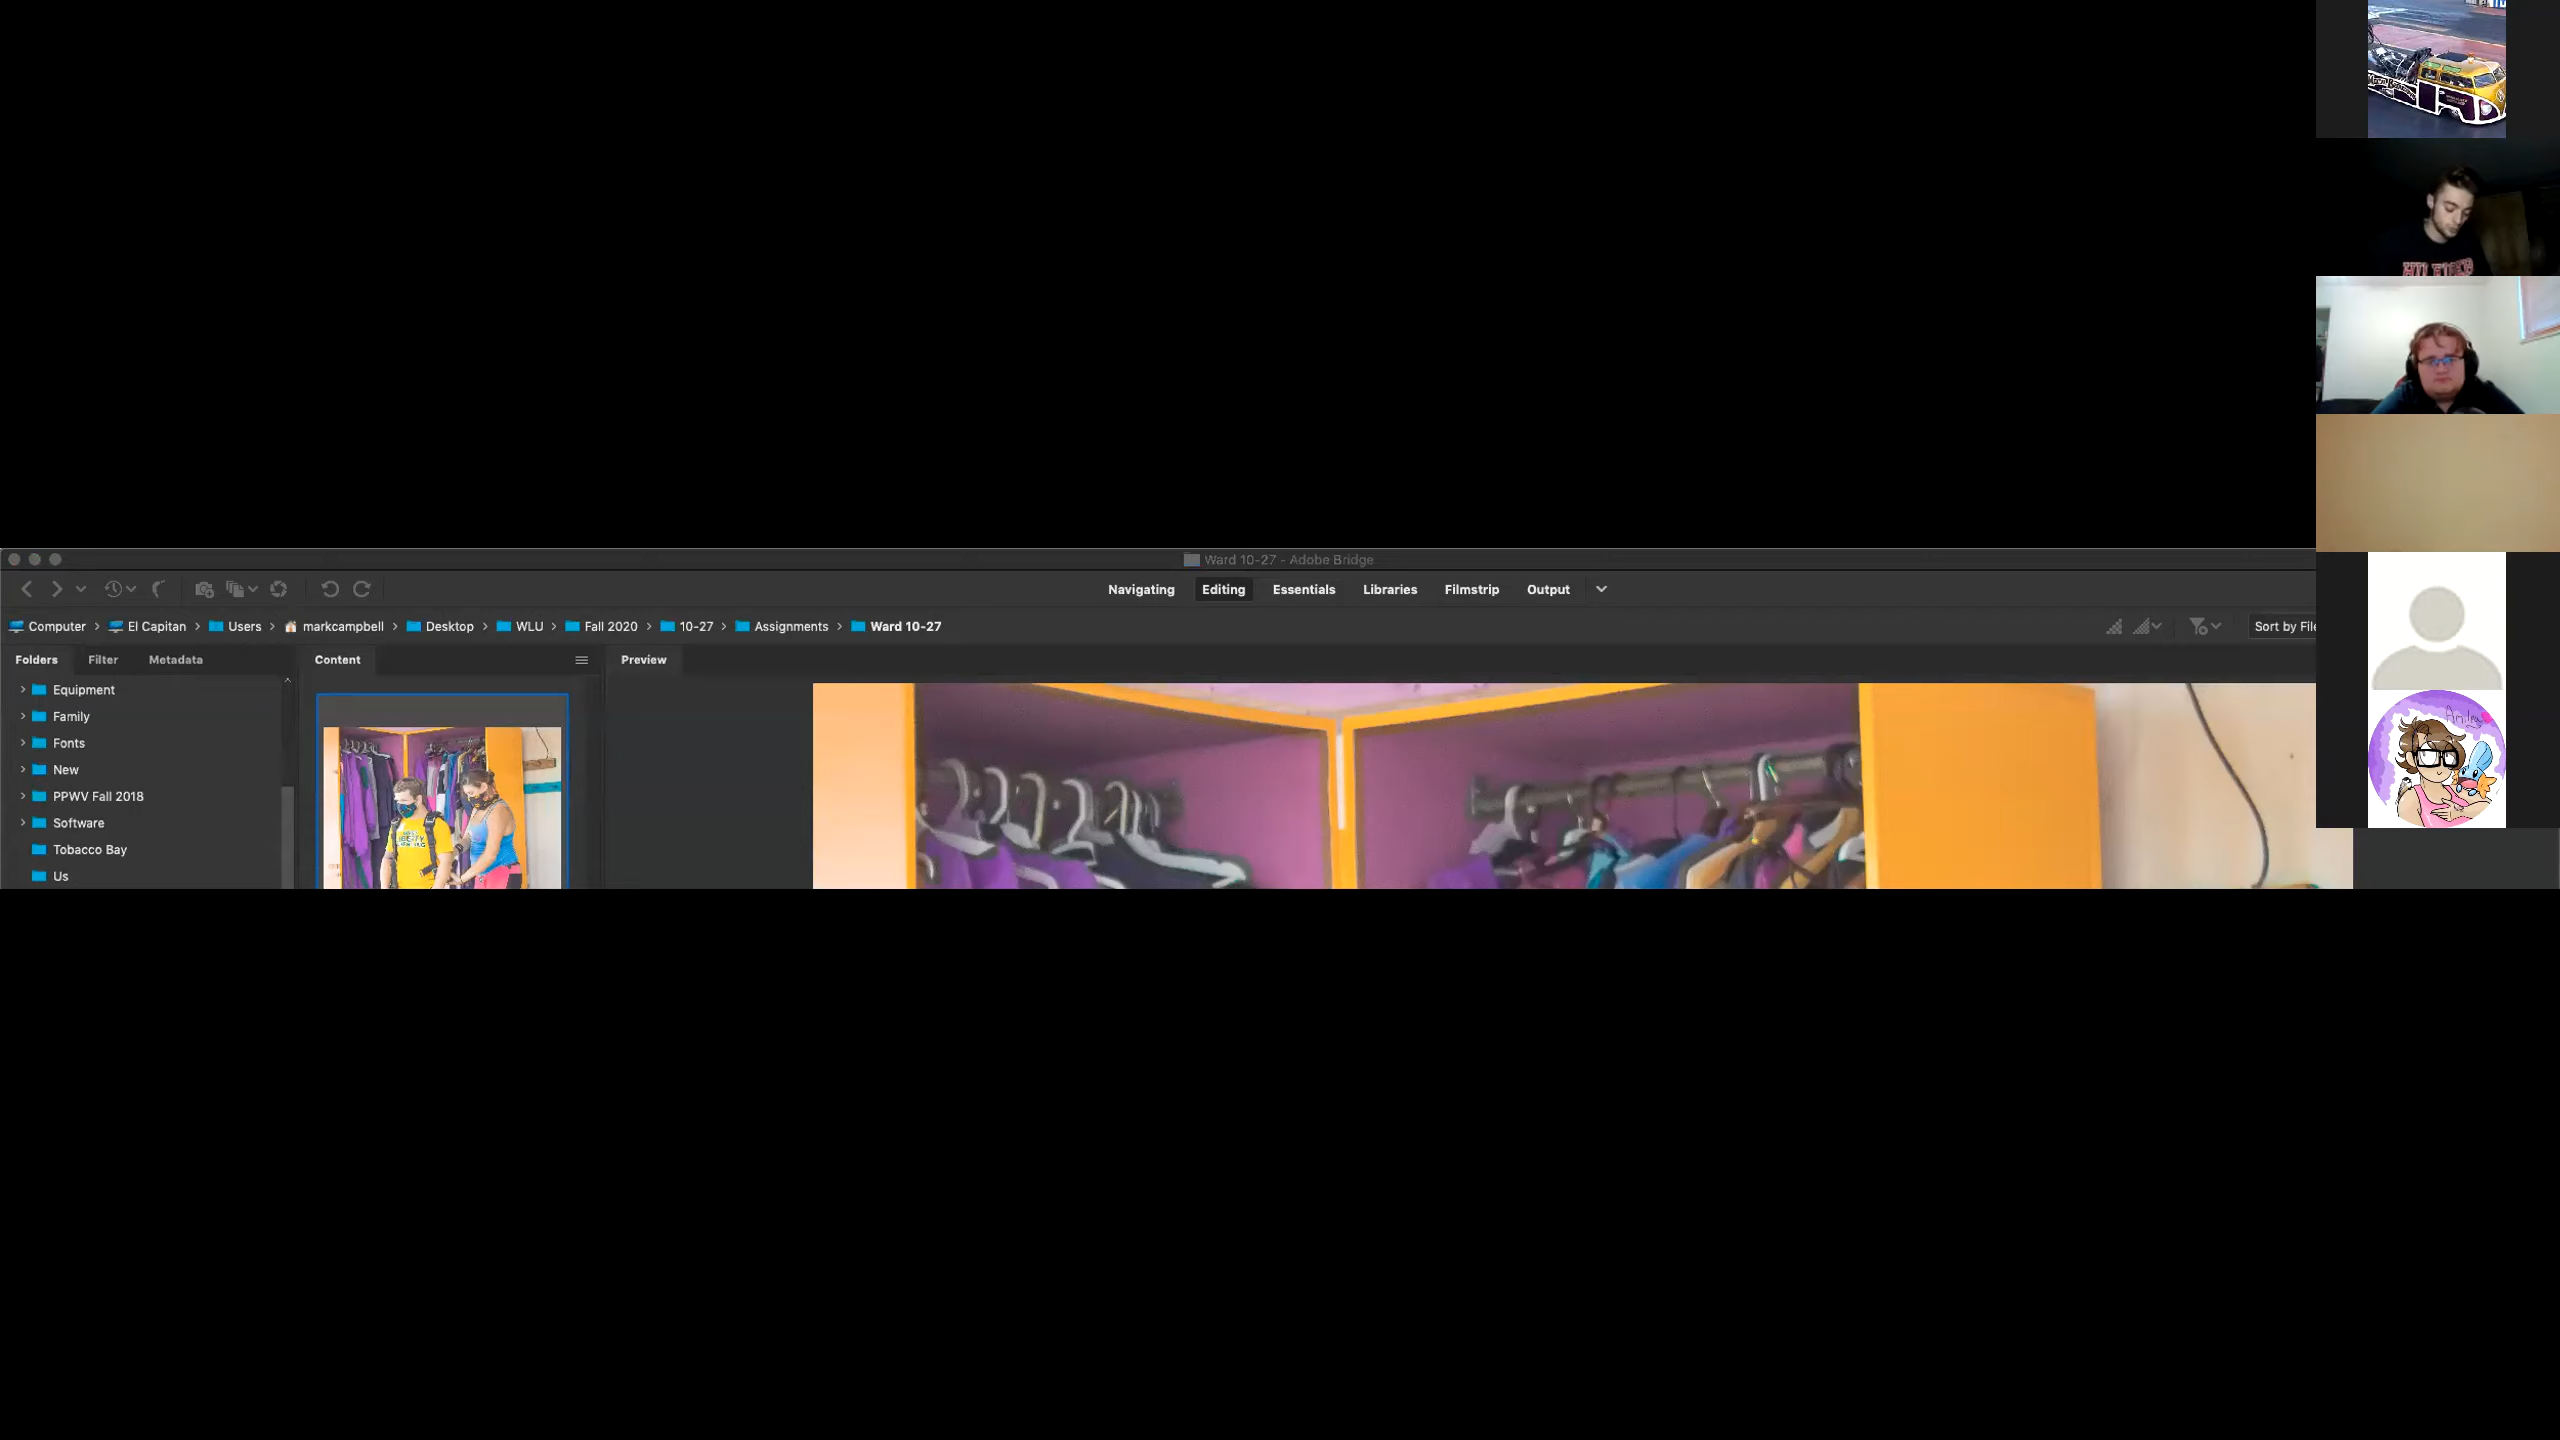 Ward 10-27 - Adobe Bridge
Navigating Editing Essentials Libraries Filmstrip Output
Computer El Capitan Users markcampbell Desktop WLU Fall 2020 10-27 Assignments Ward 10-27
Sort by File
Folders Filter Metadata Content Preview
Equipment
Family
Fonts
New
PPWV Fall 2018
Software
Tobacco Bay
Us